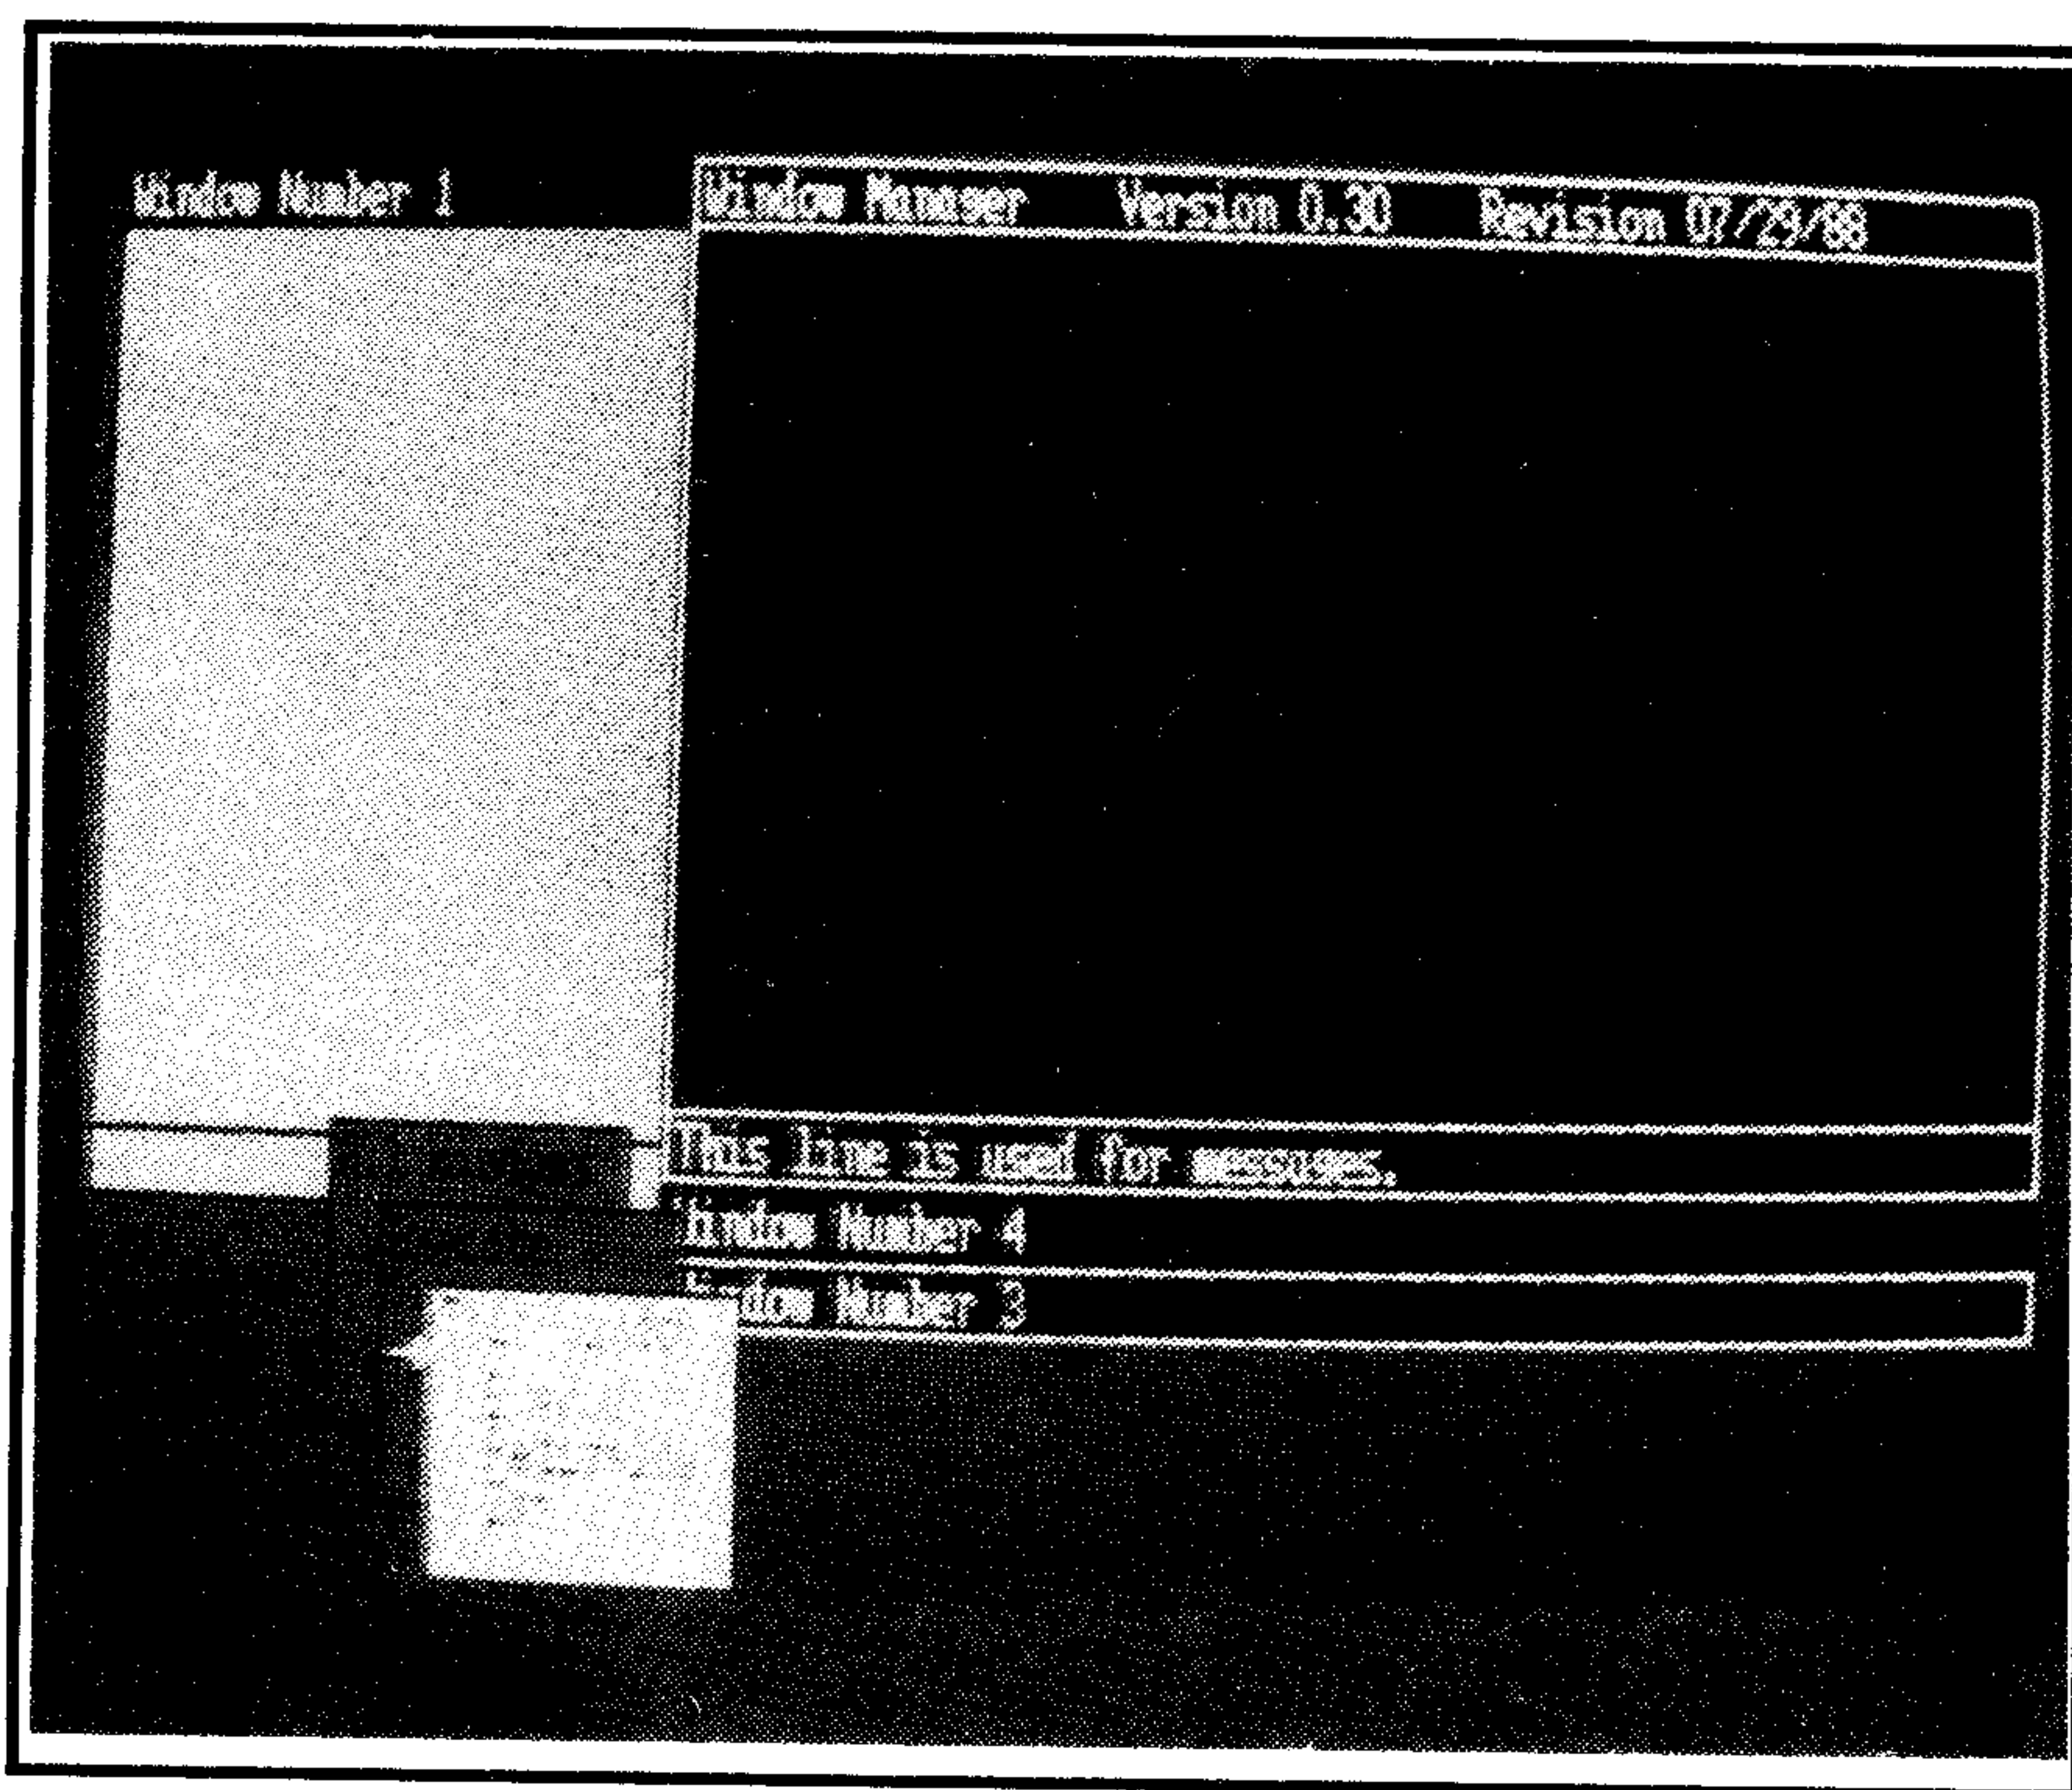 Window Number 1
Window Manager Version 0.30 Revision 07/29/88
This line is used for messages.
Window Number 4
Window Number 3